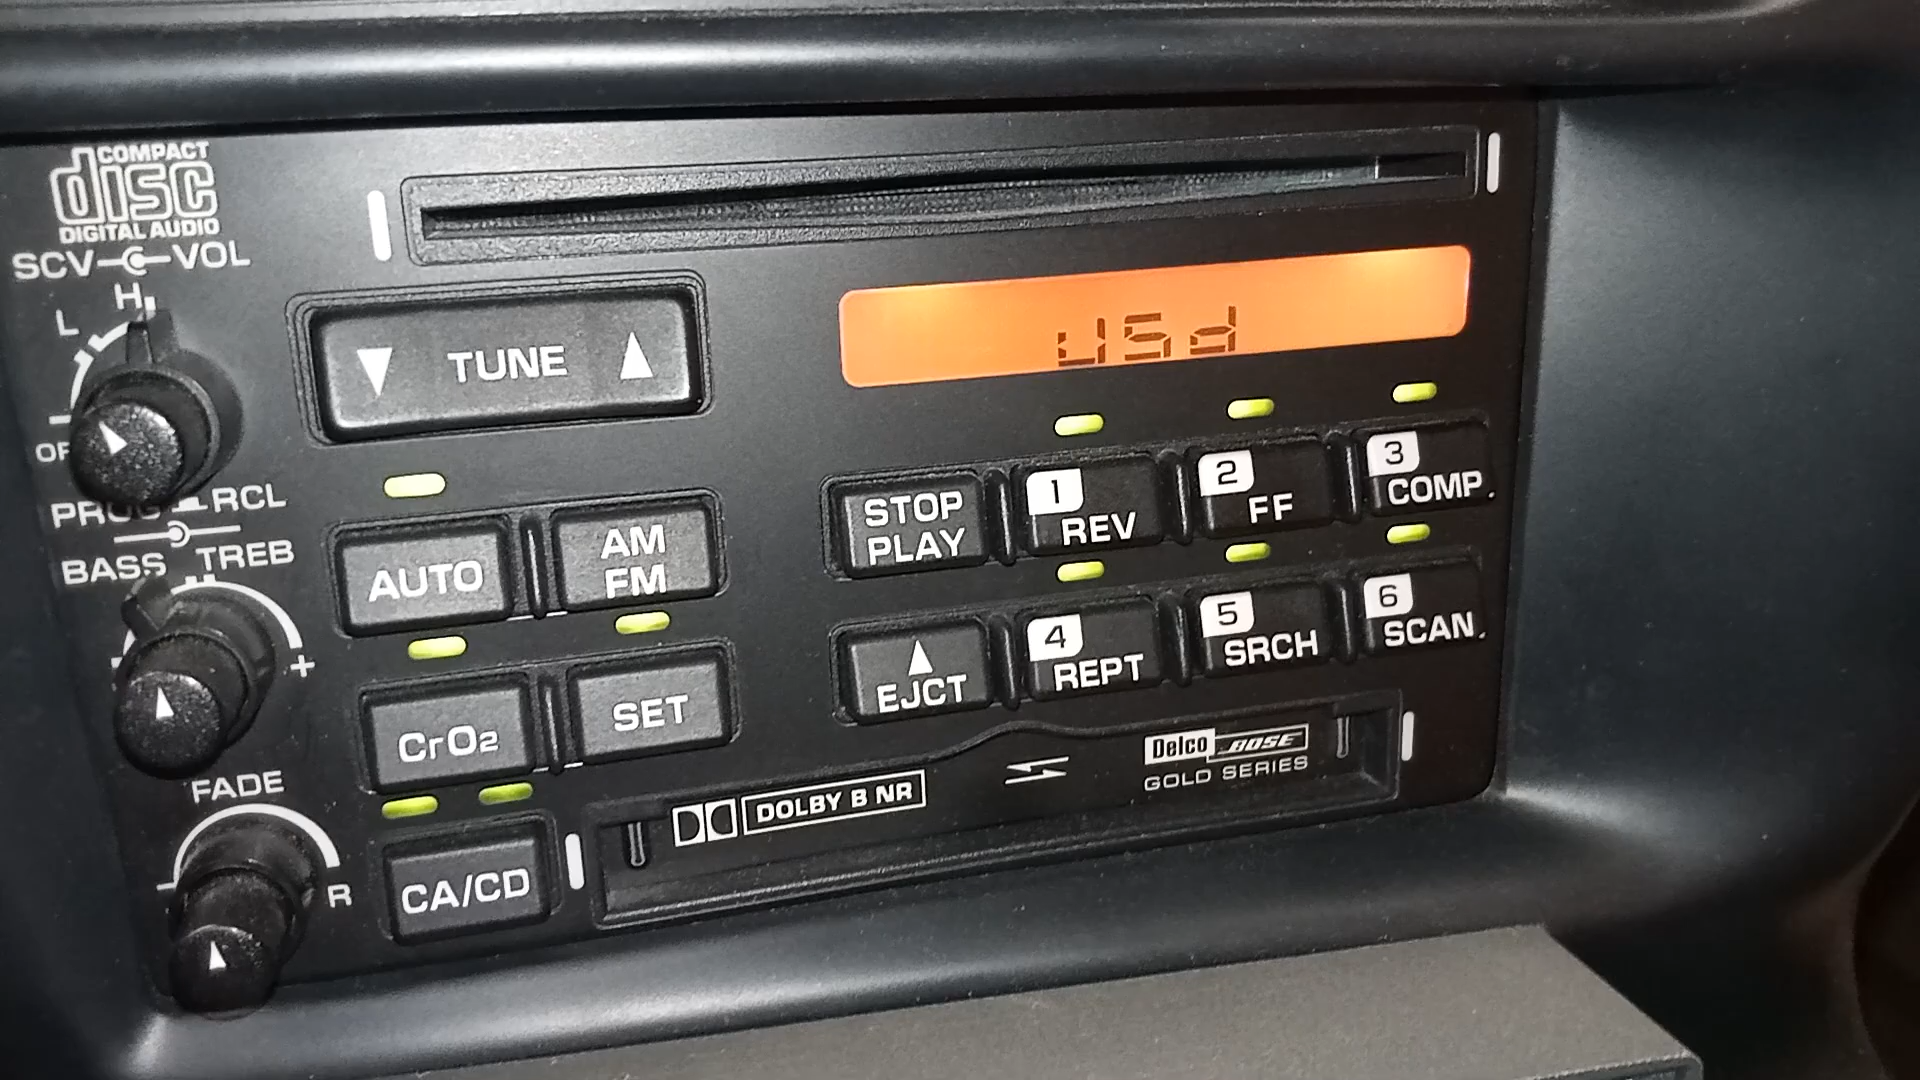 COMPACT
disc
DIGITAL AUDIO
SCV VOL
L H
USd
▼ TUNE ▲
RCL
BASS TREB
- +
AUTO
AM
FM
STOP
PLAY
1 REV
2 FF
3 COMP.
CrO2
SET
▲
EJCT
4 REPT
5 SRCH
6 SCAN.
FADE
R
CA/CD
DOLBY B NR
Delco BOSE
GOLD SERIES